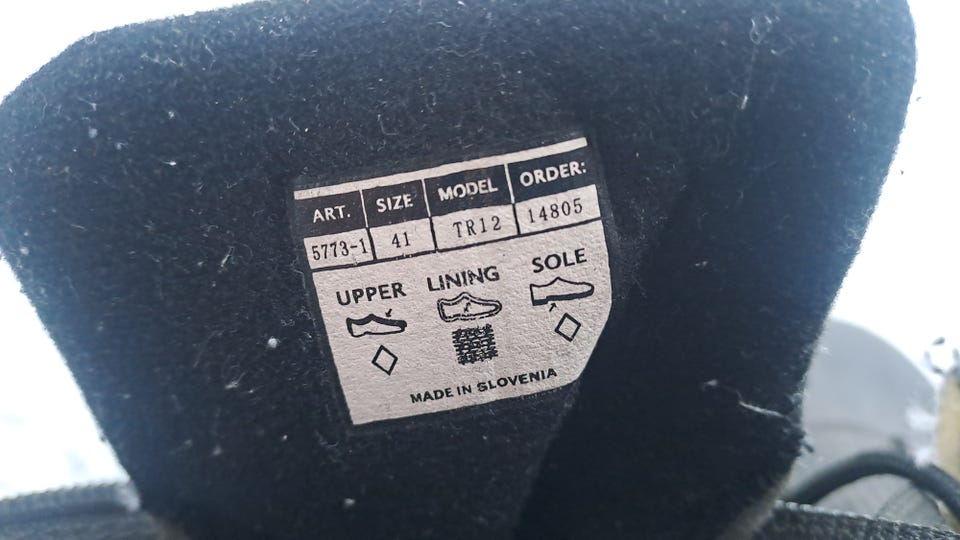 ART. SIZE MODEL ORDER:
5773-1 41 TR12 14805
UPPER LINING SOLE
MADE IN SLOVENIA